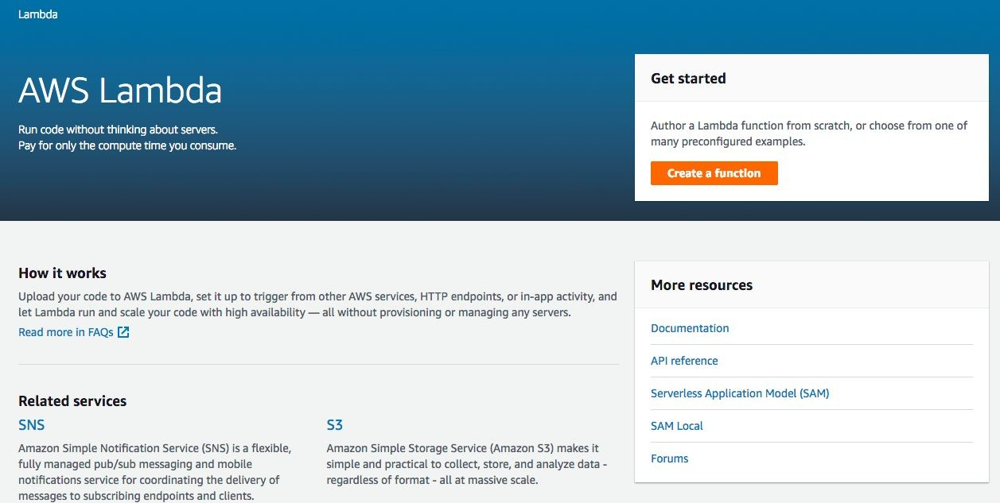 Lambda
AWS Lambda
Run code without thinking about servers.
Pay for only the compute time you consume.
Get started
Author a Lambda function from scratch, or choose from one of
many preconfigured examples.
Create a function
How it works
Upload your code to AWS Lambda, set it up to trigger from other AWS services, HTTP endpoints, or in-app activity, and
let Lambda run and scale your code with high availability — all without provisioning or managing any servers.
Read more in FAQs
Related services
SNS
Amazon Simple Notification Service (SNS) is a flexible,
fully managed pub/sub messaging and mobile
notifications service for coordinating the delivery of
messages to subscribing endpoints and clients.
S3
Amazon Simple Storage Service (Amazon S3) makes it
simple and practical to collect, store, and analyze data -
regardless of format - all at massive scale.
More resources
Documentation
API reference
Serverless Application Model (SAM)
SAM Local
Forums